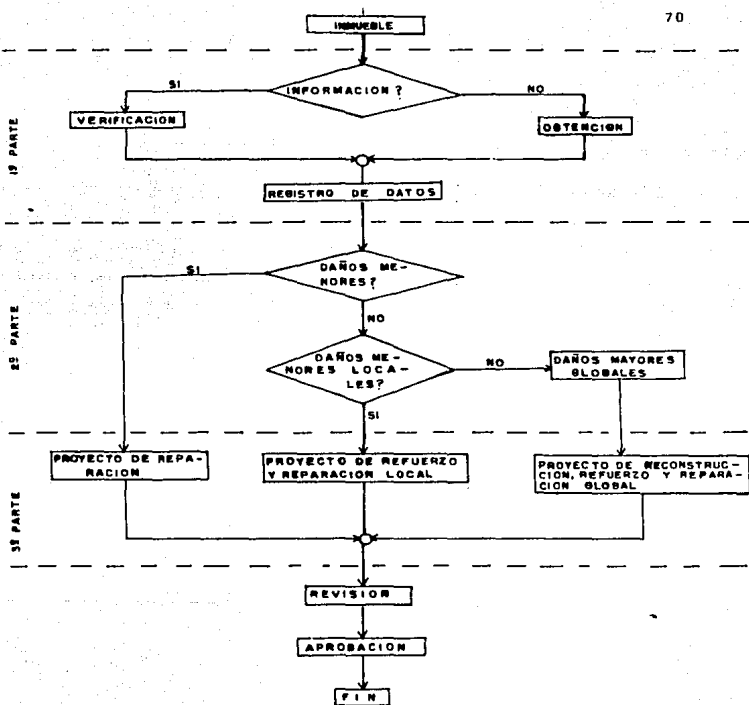 70
INMUEBLE
1ª PARTE
SI
INFORMACION?
NO
VERIFICACION
OBTENCION
REGISTRO DE DATOS
2ª PARTE
SI
DAÑOS ME-
NORES?
NO
DAÑOS ME-
NORES LOCA-
LES?
NO
DAÑOS MAYORES
GLOBALES
SI
3ª PARTE
PROYECTO DE REPA-
RACION
PROYECTO DE REFUERZO
Y REPARACION LOCAL
PROYECTO DE RECONSTRUC-
CION, REFUERZO Y REPARA-
CION GLOBAL
REVISION
APROBACION
FIN